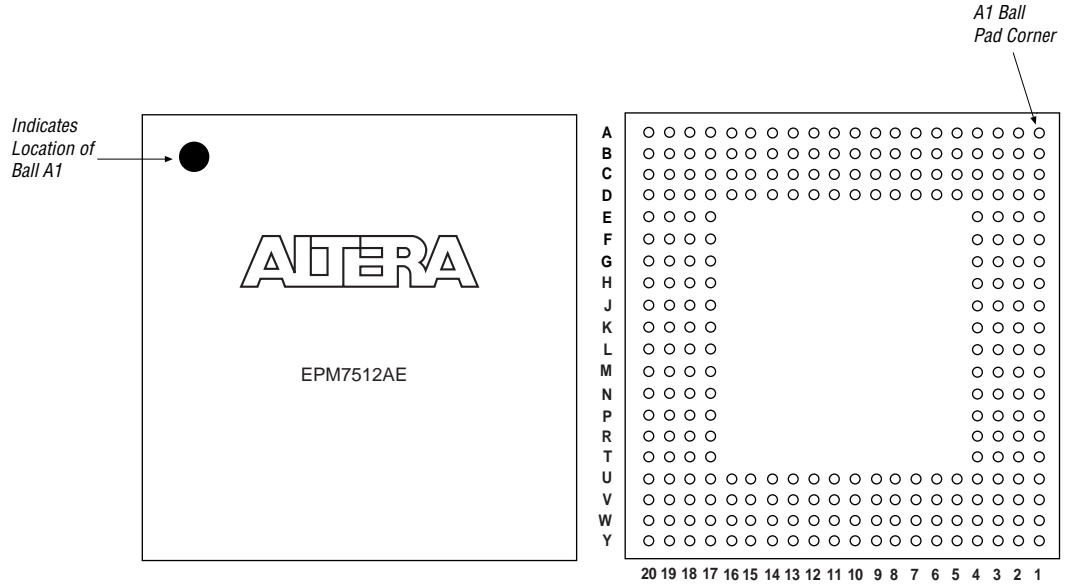 A1 Ball
Pad Corner
Indicates
Location of
Ball A1
ALTERA
EPM7512AE
A
B
C
D
E
F
G
H
J
K
L
M
N
P
R
T
U
V
W
Y
20 19 18 17 16 15 14 13 12 11 10 9 8 7 6 5 4 3 2 1